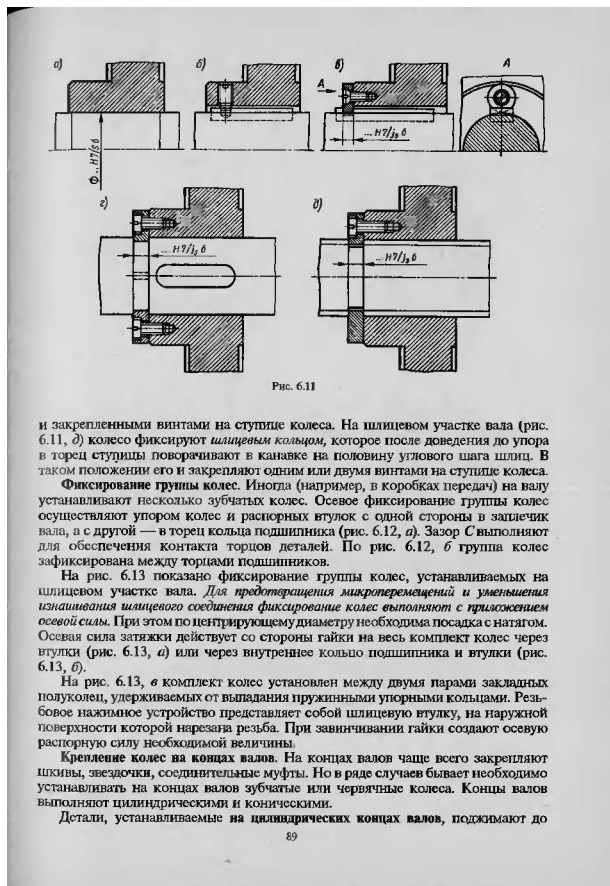 а) б) в) А
А
...H7/js6
Ф...H7/s6
г) д)
...H7/js6 ...H7/js6
Рис. 6.11
и закрепленными винтами на ступице колеса. На шлицевом участке вала (рис.
6.11, д) колесо фиксируют шлицевым кольцом, которое после доведения до упора
в торец ступицы поворачивают в канавке на половину углового шага шлиц. В
таком положении его и закрепляют одним или двумя винтами на ступице колеса.
Фиксирование группы колес. Иногда (например, в коробках передач) на валу
устанавливают несколько зубчатых колес. Осевое фиксирование группы колес
осуществляют упором колес и распорных втулок с одной стороны в заплечик
вала, а с другой — в торец кольца подшипника (рис. 6.12, а). Зазор С выполняют
для обеспечения контакта торцов деталей. По рис. 6.12, б группа колес
зафиксирована между торцами подшипников.
На рис. 6.13 показано фиксирование группы колес, устанавливаемых на
шлицевом участке вала. Для предотвращения микроперемещений и уменьшения
изнашивания шлицевого соединения фиксирование колес выполняют с приложением
осевой силы. При этом по центрирующему диаметру необходима посадка с натягом.
Осевая сила затяжки действует со стороны гайки на весь комплект колес через
втулки (рис. 6.13, а) или через внутреннее кольцо подшипника и втулки (рис.
6.13, б).
На рис. 6.13, в комплект колес установлен между двумя парами закладных
полуколец, удерживаемых от выпадания пружинными упорными кольцами. Резь-
бовое нажимное устройство представляет собой шлицевую втулку, на наружной
поверхности которой нарезана резьба. При завинчивании гайки создают осевую
распорную силу необходимой величины.
Крепление колес на концах валов. На концах валов чаще всего закрепляют
шкивы, звездочки, соединительные муфты. Но в ряде случаев бывает необходимо
устанавливать на концах валов зубчатые или червячные колеса. Концы валов
выполняют цилиндрическими и коническими.
Детали, устанавливаемые на цилиндрических концах валов, поджимают до
89